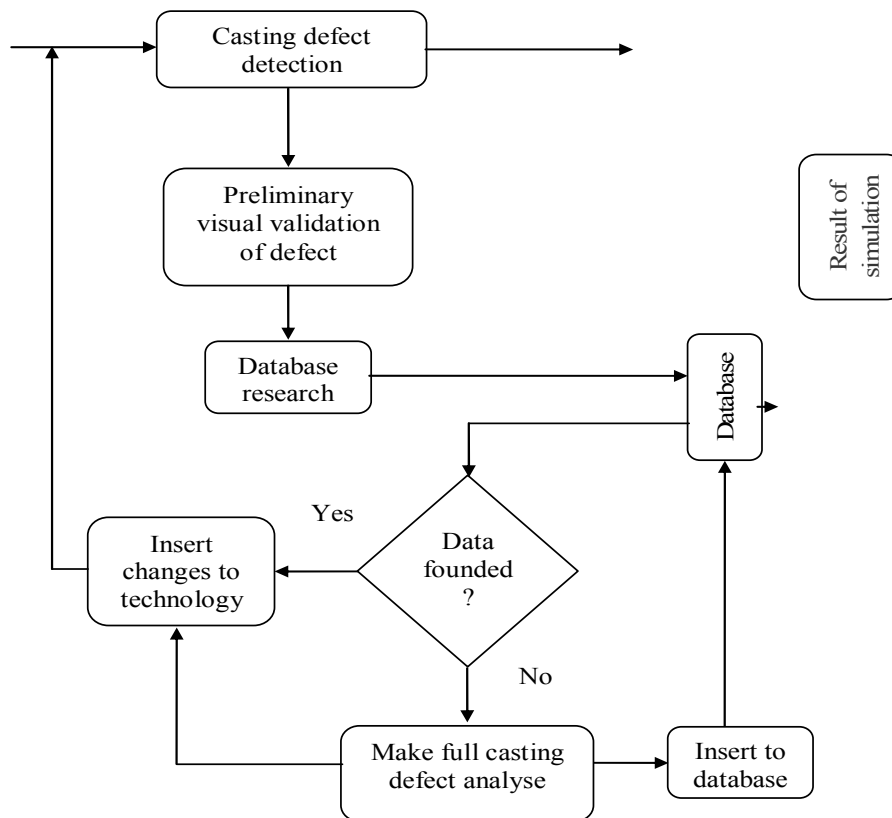 Casting defect
detection
Preliminary
visual validation
of defect
Result of
simulation
Database
research
Database
Yes
Data
founded
?
Insert
changes to
technology
No
Make full casting
defect analyse
Insert to
database